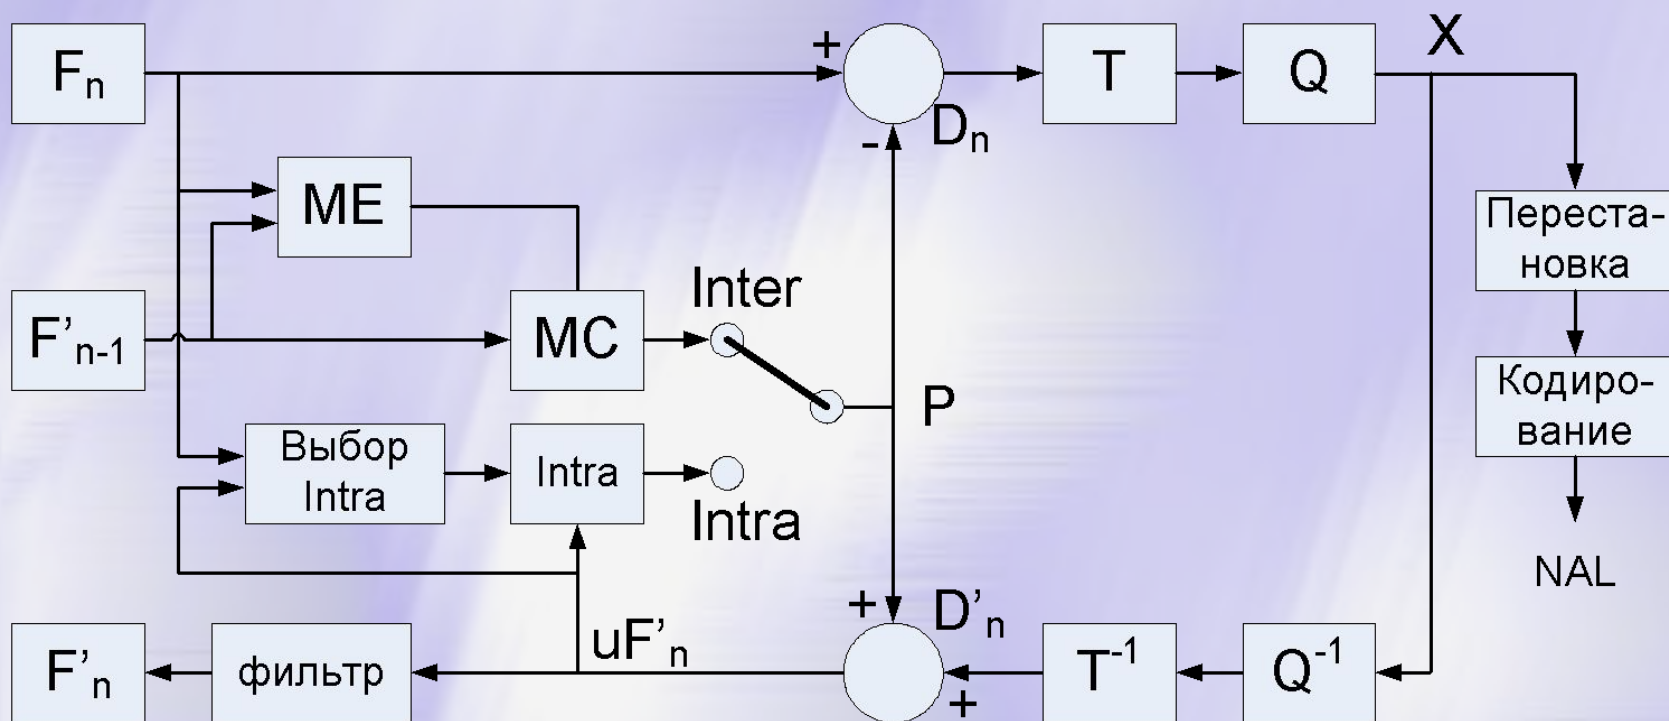 Fn
+
Dn
-
T
Q
X
ME
Переста-
новка
Inter
F'n-1
MC
P
Кодиро-
вание
Выбор
Intra
Intra
Intra
NAL
+
D'n
uF'n
F'n
фильтр
+
T-1
Q-1